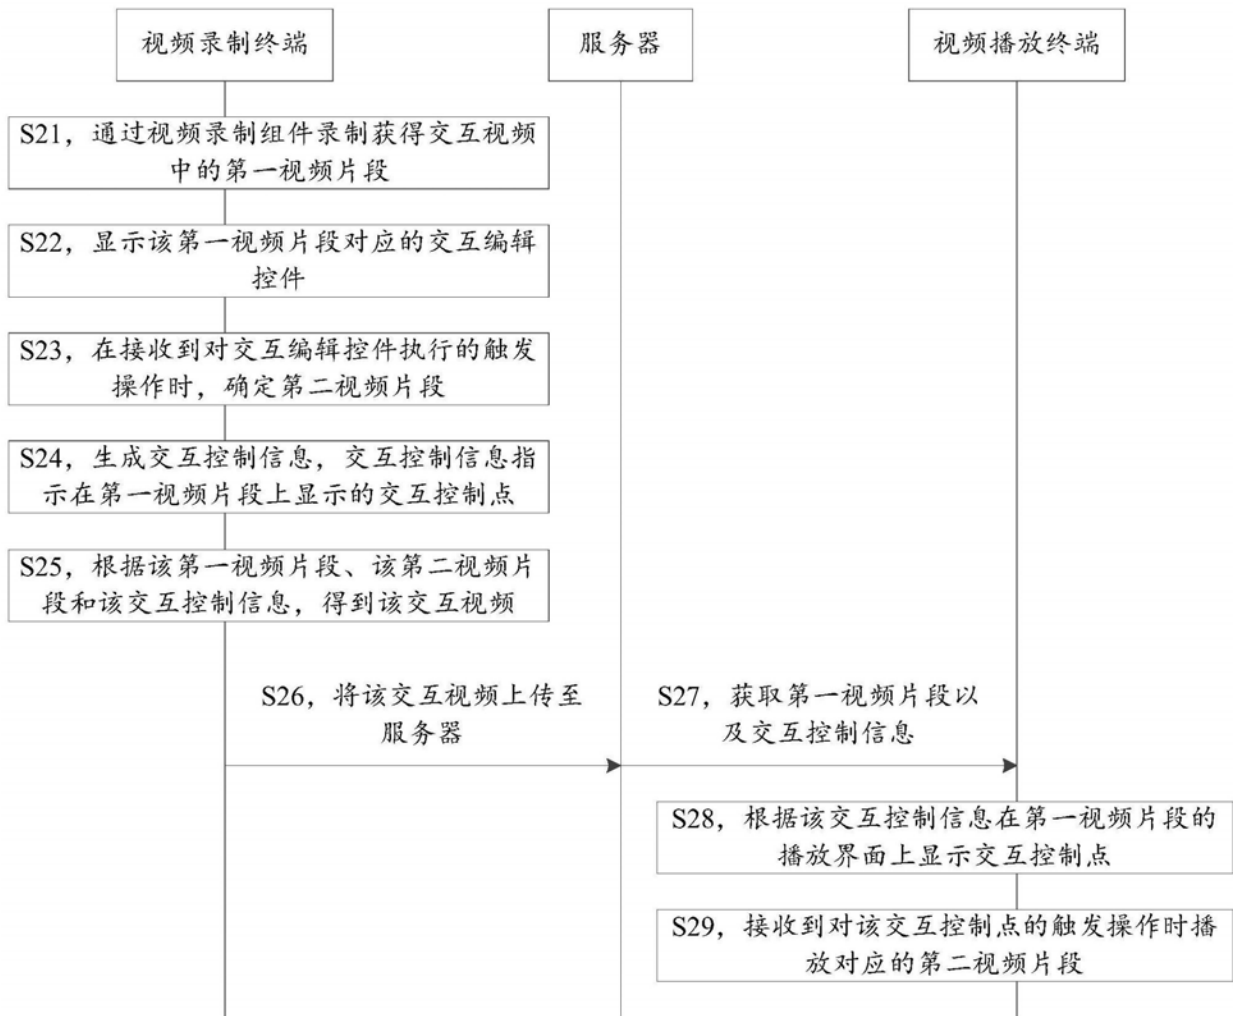 视频录制终端
服务器
视频播放终端
S21，通过视频录制组件录制获得交互视频
中的第一视频片段
S22，显示该第一视频片段对应的交互编辑
控件
S23，在接收到对交互编辑控件执行的触发
操作时，确定第二视频片段
S24，生成交互控制信息，交互控制信息指
示在第一视频片段上显示的交互控制点
S25，根据该第一视频片段、该第二视频片
段和该交互控制信息，得到该交互视频
S26，将该交互视频上传至
服务器
S27，获取第一视频片段以
及交互控制信息
S28，根据该交互控制信息在第一视频片段的
播放界面上显示交互控制点
S29，接收到对该交互控制点的触发操作时播
放对应的第二视频片段